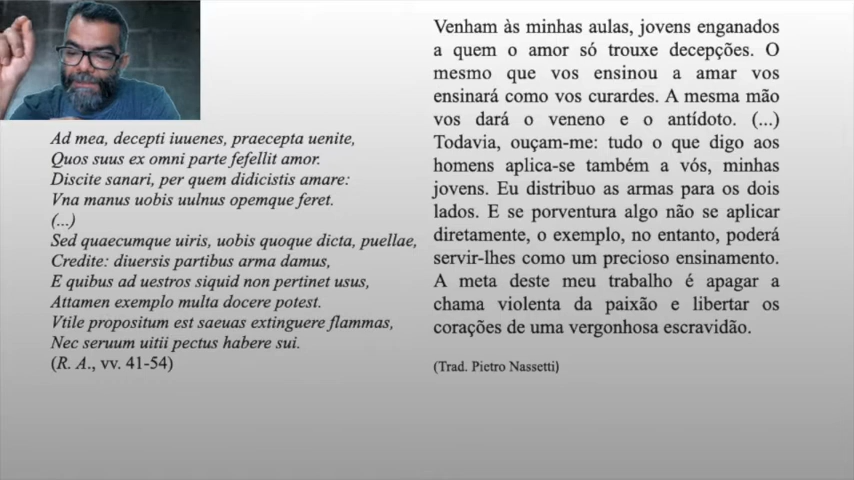 Ad mea, decepti iuuenes, praecepta uenite,
Quos suus ex omni parte fefellit amor.
Discite sanari, per quem didicistis amare:
Vna manus uobis uulnus opemque feret.
(...)
Sed quaecumque uiris, uobis quoque dicta, puellae,
Credite: diuersis partibus arma damus,
E quibus ad uestros siquid non pertinet usus,
Attamen exemplo multa docere potest.
Vtile propositum est saeuas extinguere flammas,
Nec seruum uitii pectus habere sui.
(R. A., vv. 41-54)
Venham às minhas aulas, jovens enganados
a quem o amor só trouxe decepções. O
mesmo que vos ensinou a amar vos
ensinará como vos curardes. A mesma mão
vos dará o veneno e o antídoto. (...)
Todavia, ouçam-me: tudo o que digo aos
homens aplica-se também a vós, minhas
jovens. Eu distribuo as armas para os dois
lados. E se porventura algo não se aplicar
diretamente, o exemplo, no entanto, poderá
servir-lhes como um precioso ensinamento.
A meta deste meu trabalho é apagar a
chama violenta da paixão e libertar os
corações de uma vergonhosa escravidão.
(Trad. Pietro Nassetti)